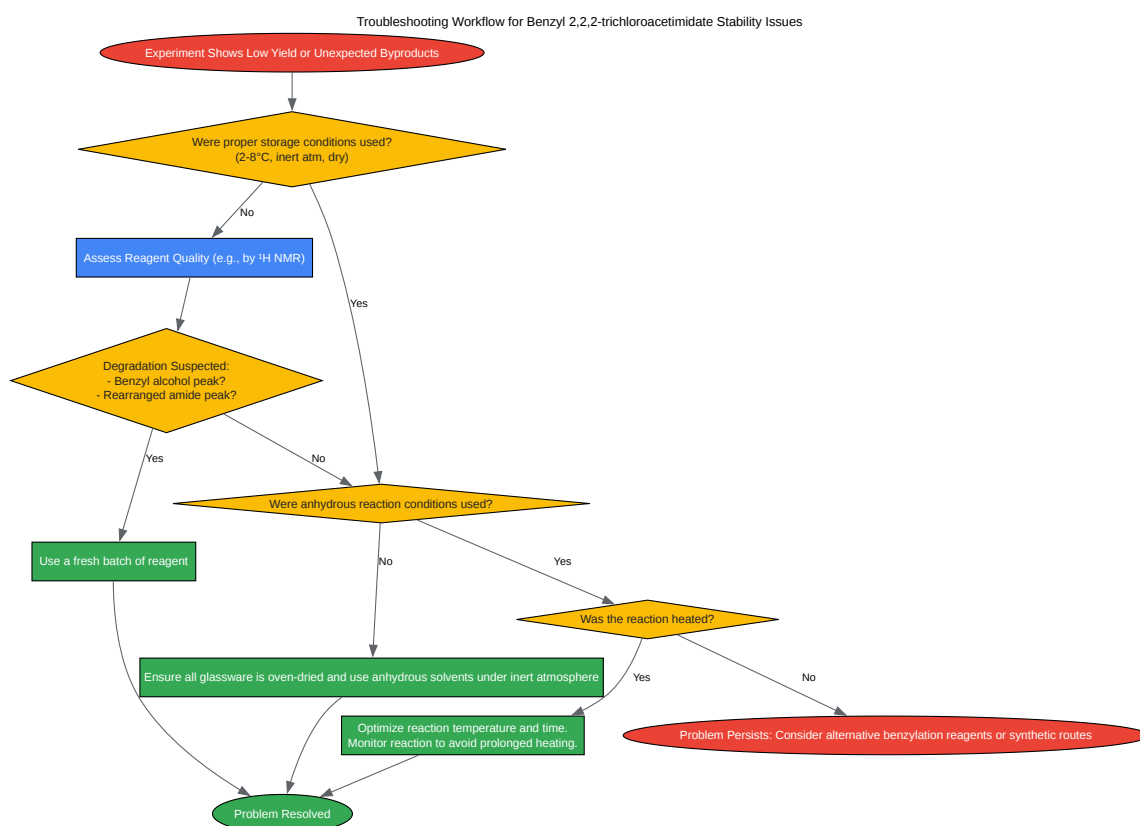 Troubleshooting Workflow for Benzyl 2,2,2-trichloroacetimidate Stability Issues
Experiment Shows Low Yield or Unexpected Byproducts
Were proper storage conditions used?
(2-8°C, inert atm, dry)
No
Assess Reagent Quality (e.g., by ¹H NMR)
Yes
Degradation Suspected:
- Benzyl alcohol peak?
- Rearranged amide peak?
Yes
No
Were anhydrous reaction conditions used?
Use a fresh batch of reagent
No
Yes
Was the reaction heated?
Ensure all glassware is oven-dried and use anhydrous solvents under inert atmosphere
Yes
No
Optimize reaction temperature and time.
Monitor reaction to avoid prolonged heating.
Problem Persists: Consider alternative benzylation reagents or synthetic routes
Problem Resolved